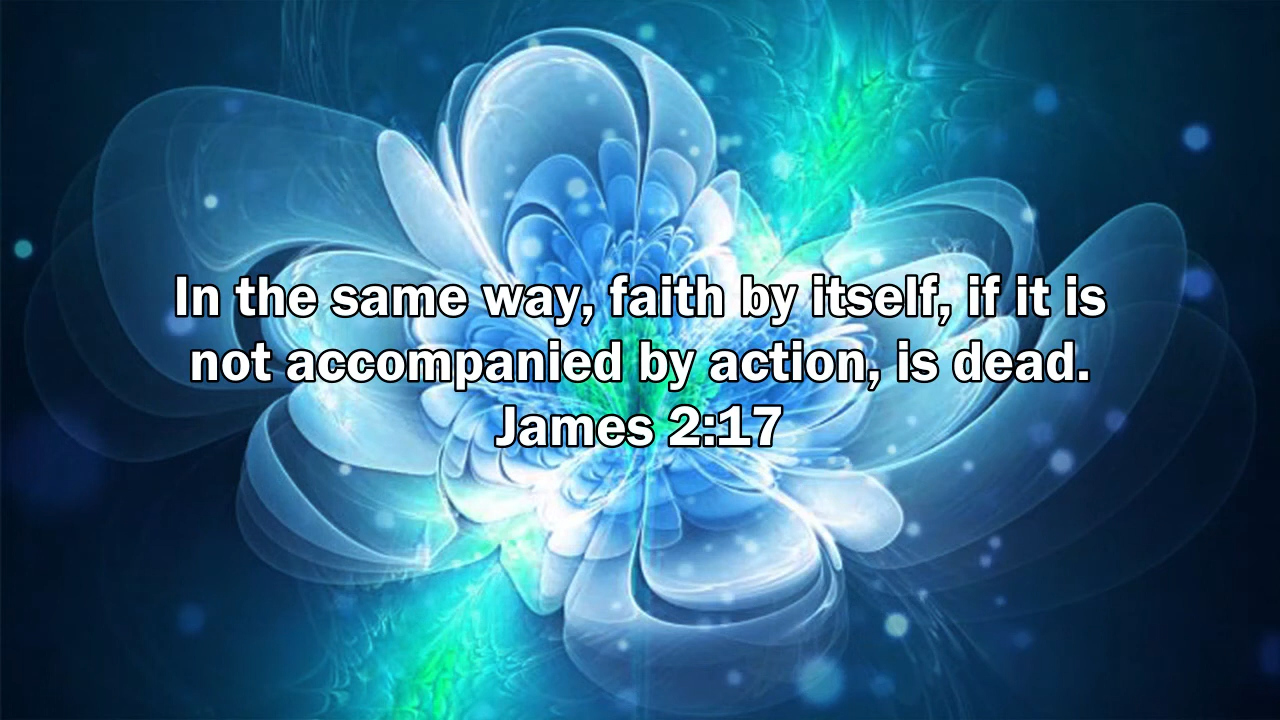 In the same way, faith by itself, if it is
not accompanied by action, is dead.
James 2:17